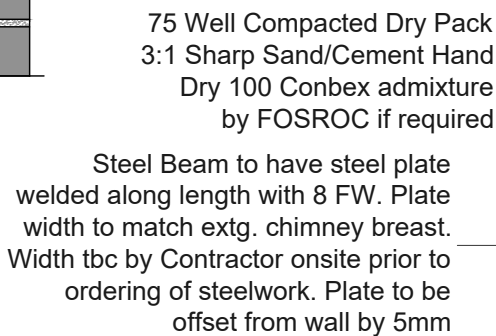 75 Well Compacted Dry Pack
3:1 Sharp Sand/Cement Hand
Dry 100 Conbex admixture
by FOSROC if required
Steel Beam to have steel plate
welded along length with 8 FW. Plate
width to match extg. chimney breast.
Width tbc by Contractor onsite prior to
ordering of steelwork. Plate to be
offset from wall by 5mm